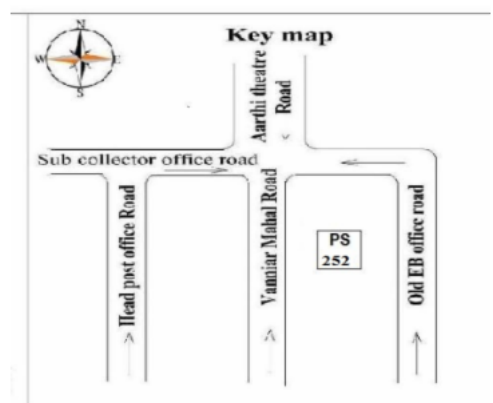 N
W E
S
Key map
Aarthi theatre
Road
Sub collector office road
Head post office Road
Vanniar Mahal Road
PS
252
Old EB office road